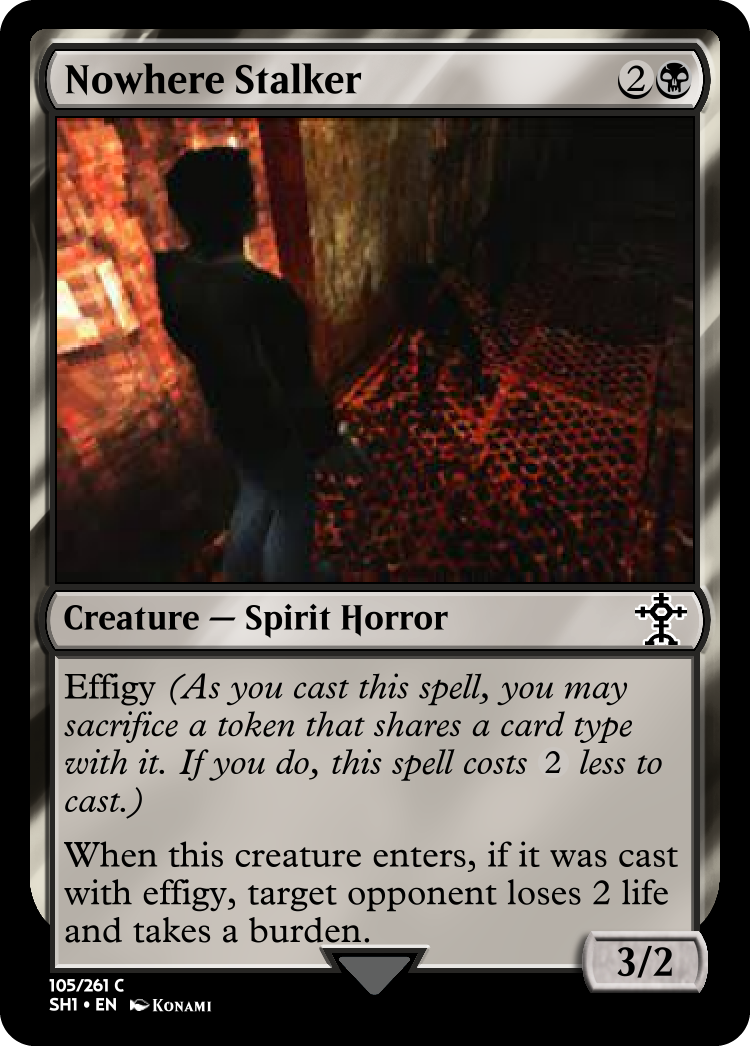 Nowhere Stalker 2
Creature — Spirit Horror
Effigy (As you cast this spell, you may
sacrifice a token that shares a card type
with it. If you do, this spell costs 2 less to
cast.)
When this creature enters, if it was cast
with effigy, target opponent loses 2 life
and takes a burden.
3/2
105/261 C
SH1 • EN KONAMI